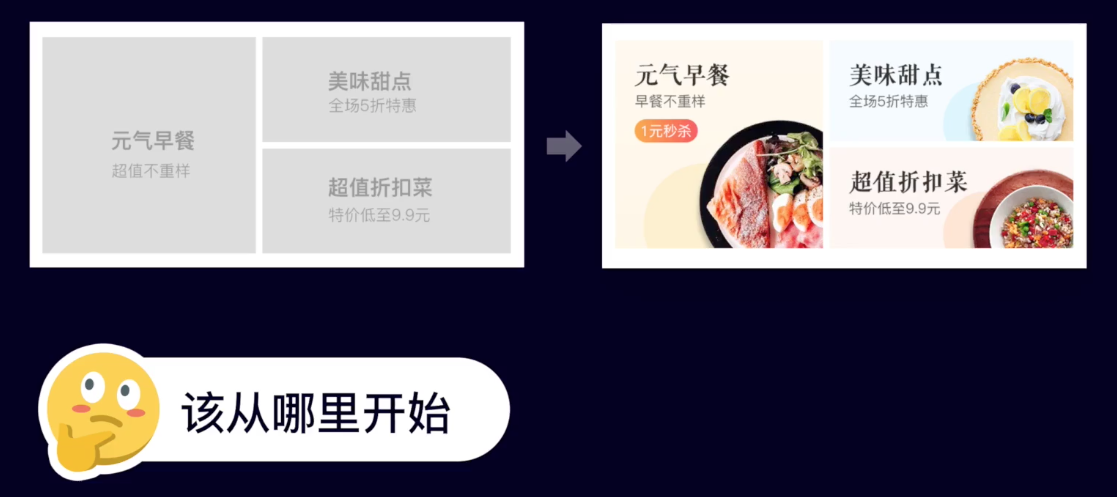 元气早餐
超值不重样
美味甜点
全场5折特惠
超值折扣菜
特价低至9.9元
元气早餐
早餐不重样
1元秒杀
美味甜点
全场5折特惠
超值折扣菜
特价低至9.9元
该从哪里开始